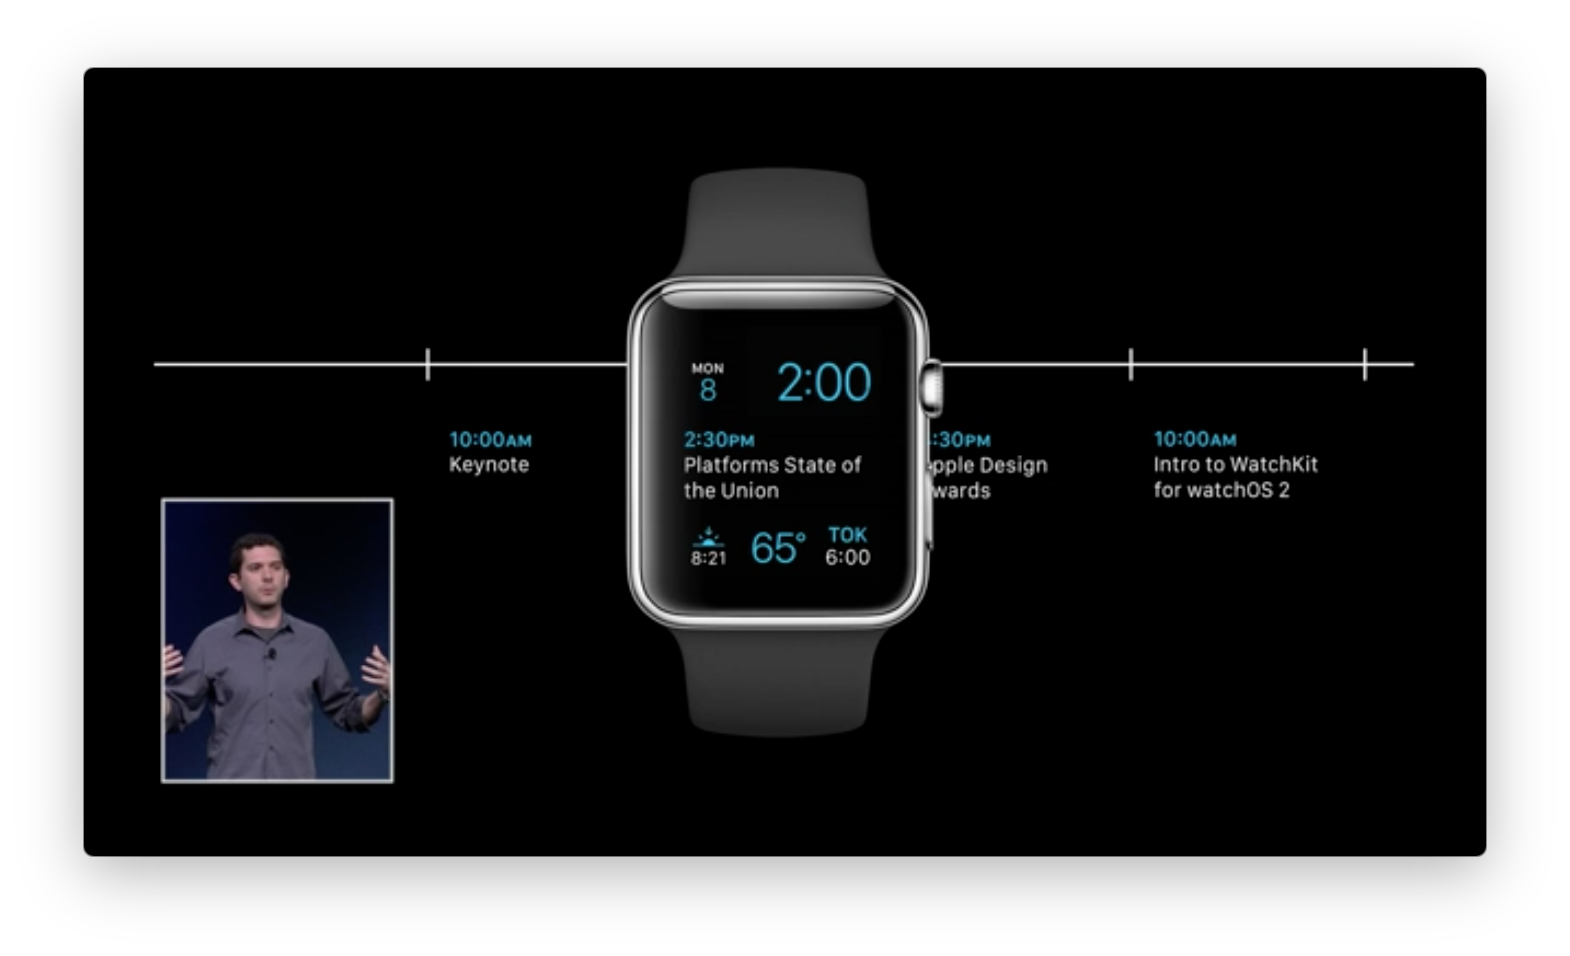 MON
8
2:00
10:00AM
Keynote
2:30PM
Platforms State of
the Union
:30PM
pple Design
wards
10:00AM
Intro to WatchKit
for watchOS 2
8:21
65°
TOK
6:00